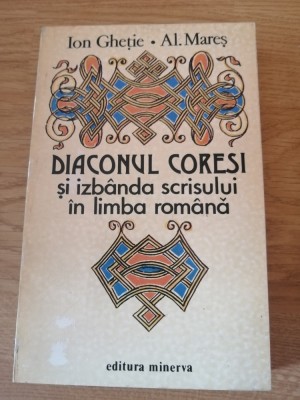 Ion Gheție • Al. Mareș
DIACONUL CORESI
și izbânda scrisului
în limba română
editura minerva